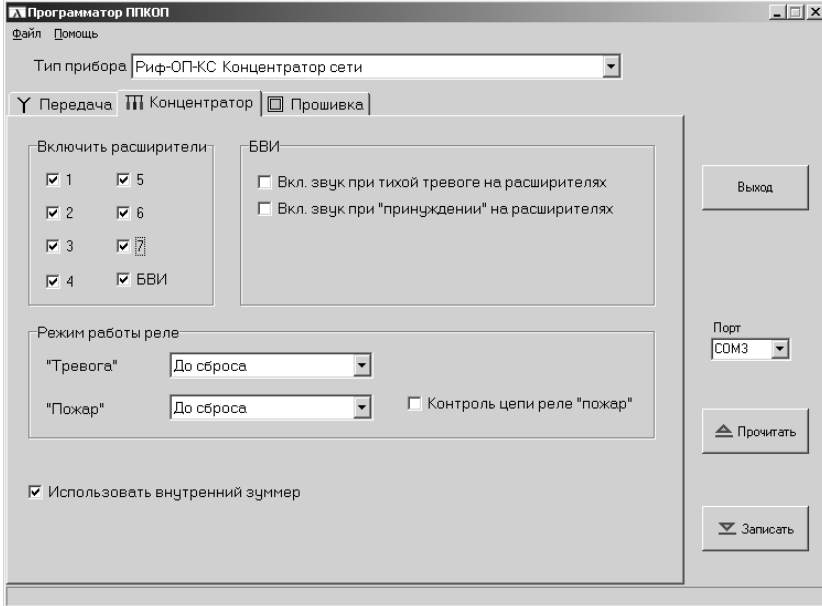 Программатор ППКОП
Файл Помощь
Тип прибора Риф-ОП-КС Концентратор сети
Передача Концентратор Прошивка
Включить расширители
1 5
2 6
3 7
4 БВИ
БВИ
Вкл. звук при тихой тревоге на расширителях
Вкл. звук при "принуждении" на расширителях
Режим работы реле
"Тревога" До сброса
"Пожар" До сброса Контроль цепи реле "пожар"
Использовать внутренний зуммер
Выход
Порт
COM3
Прочитать
Записать